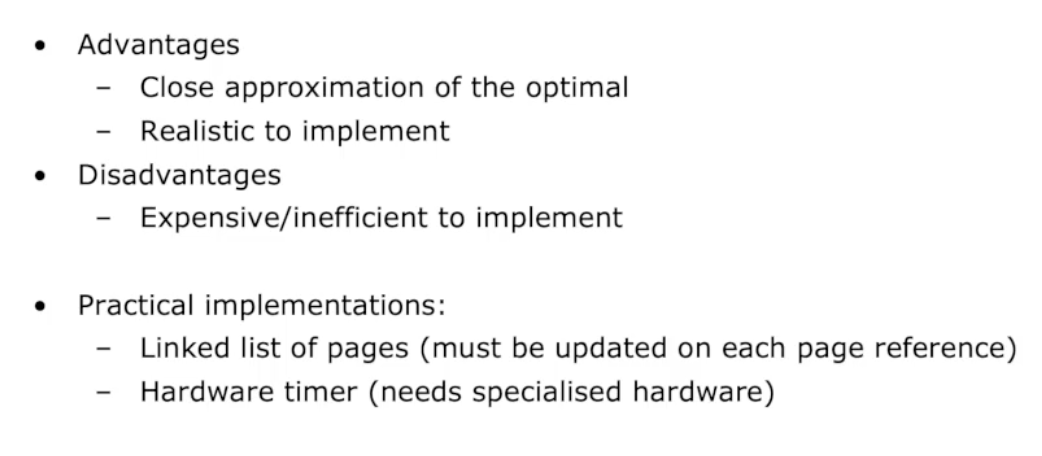 • Advantages
– Close approximation of the optimal
– Realistic to implement
• Disadvantages
– Expensive/inefficient to implement
• Practical implementations:
– Linked list of pages (must be updated on each page reference)
– Hardware timer (needs specialised hardware)